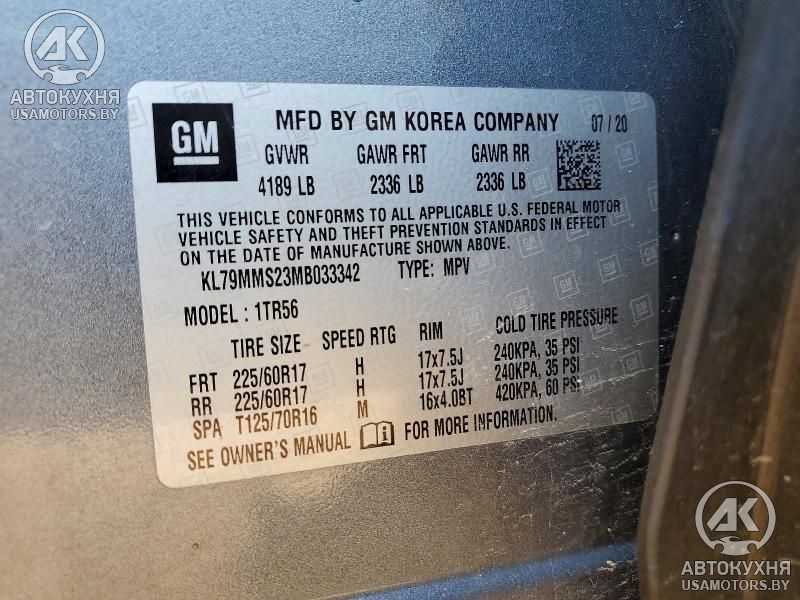 АК
АВТОКУХНЯ
USAMOTORS.BY
GM
MFD BY GM KOREA COMPANY 07 / 20
GVWR GAWR FRT GAWR RR
4189 LB 2336 LB 2336 LB
THIS VEHICLE CONFORMS TO ALL APPLICABLE U.S. FEDERAL MOTOR
VEHICLE SAFETY AND THEFT PREVENTION STANDARDS IN EFFECT
ON THE DATE OF MANUFACTURE SHOWN ABOVE.
KL79MMS23MB033342 TYPE: MPV
MODEL : 1TR56
TIRE SIZE SPEED RTG RIM COLD TIRE PRESSURE
FRT 225/60R17 H 17x7.5J 240KPA, 35 PSI
RR 225/60R17 H 17x7.5J 240KPA, 35 PSI
SPA T125/70R16 M 16x4.0BT 420KPA, 60 PSI
SEE OWNER'S MANUAL FOR MORE INFORMATION.
АК
АВТОКУХНЯ
USAMOTORS.BY